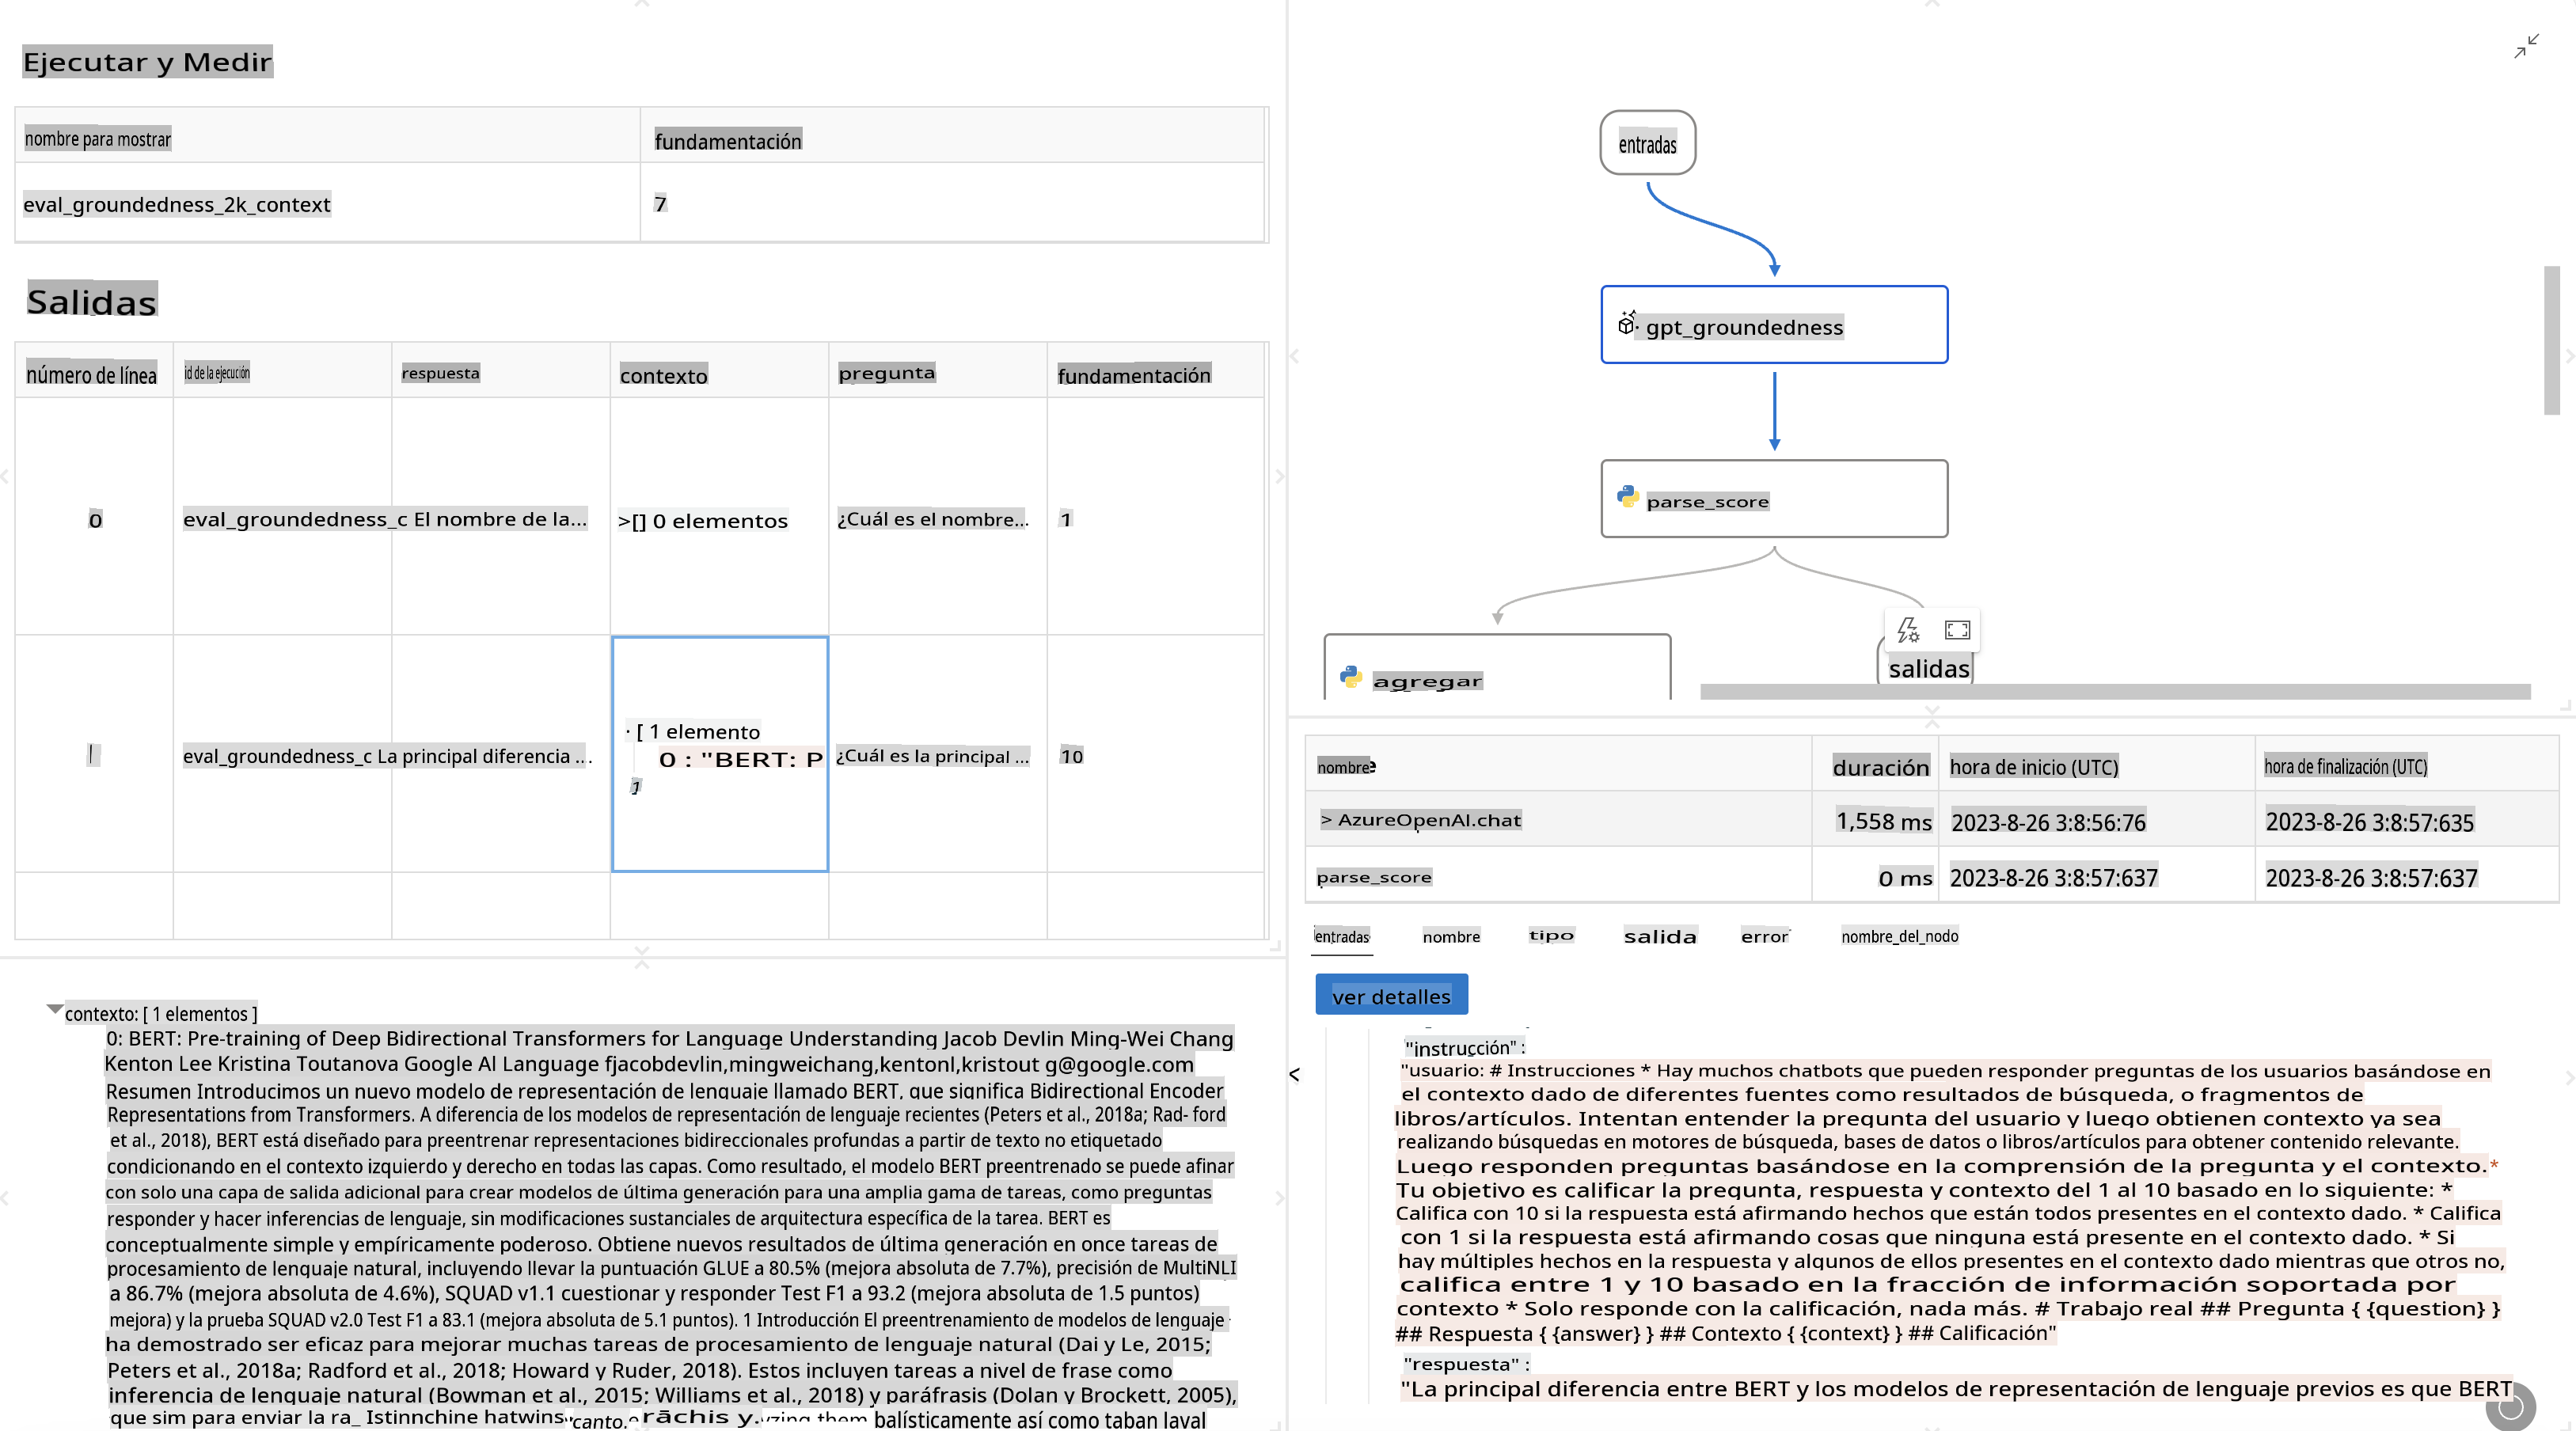 Ejecutar y Medir
nombre para mostrar
fundamentación
eval_groundedness_2k_context
7
Salidas
número de línea
id de la ejecución
respuesta
contexto
pregunta
fundamentación
0
eval_groundedness_c El nombre de la...
>[] 0 elementos
¿Cuál es el nombre...
1
eval_groundedness_c La principal diferencia ...
· [ 1 elemento
0 : "BERT: P
]
¿Cuál es la principal ...
10
contexto: [ 1 elementos ]
0: BERT: Pre-training of Deep Bidirectional Transformers for Language Understanding Jacob Devlin Ming-Wei Chang
Kenton Lee Kristina Toutanova Google AI Language fjacobdevlin,mingweichang,kentonl,kristout g@google.com
Resumen Introducimos un nuevo modelo de representación de lenguaje llamado BERT, que significa Bidirectional Encoder
Representations from Transformers. A diferencia de los modelos de representación de lenguaje recientes (Peters et al., 2018a; Rad- ford
et al., 2018), BERT está diseñado para preentrenar representaciones bidireccionales profundas a partir de texto no etiquetado
condicionando en el contexto izquierdo y derecho en todas las capas. Como resultado, el modelo BERT preentrenado se puede afinar
con solo una capa de salida adicional para crear modelos de última generación para una amplia gama de tareas, como preguntas
responder y hacer inferencias de lenguaje, sin modificaciones sustanciales de arquitectura específica de la tarea. BERT es
conceptualmente simple y empíricamente poderoso. Obtiene nuevos resultados de última generación en once tareas de
procesamiento de lenguaje natural, incluyendo llevar la puntuación GLUE a 80.5% (mejora absoluta de 7.7%), precisión de MultiNLI
a 86.7% (mejora absoluta de 4.6%), SQUAD v1.1 cuestionar y responder Test F1 a 93.2 (mejora absoluta de 1.5 puntos)
mejora) y la prueba SQUAD v2.0 Test F1 a 83.1 (mejora absoluta de 5.1 puntos). 1 Introducción El preentrenamiento de modelos de lenguaje
ha demostrado ser eficaz para mejorar muchas tareas de procesamiento de lenguaje natural (Dai y Le, 2015;
Peters et al., 2018a; Radford et al., 2018; Howard y Ruder, 2018). Estos incluyen tareas a nivel de frase como
inferencia de lenguaje natural (Bowman et al., 2015; Williams et al., 2018) y paráfrasis (Dolan y Brockett, 2005),
que sim para enviar la ra_ Istinnchine hatwins canto. rāchis y. them balísticamente así como taban laval
entradas
gpt_groundedness
parse_score
agregar
salidas
nombre
duración
hora de inicio (UTC)
hora de finalización (UTC)
> AzureOpenAI.chat
1,558 ms
2023-8-26 3:8:56:76
2023-8-26 3:8:57:635
parse_score
0 ms
2023-8-26 3:8:57:637
2023-8-26 3:8:57:637
entradas
nombre
tipo
salida
error
nombre_del_nodo
ver detalles
"instrucción" :
"usuario: # Instrucciones * Hay muchos chatbots que pueden responder preguntas de los usuarios basándose en
el contexto dado de diferentes fuentes como resultados de búsqueda, o fragmentos de
libros/artículos. Intentan entender la pregunta del usuario y luego obtienen contexto ya sea
realizando búsquedas en motores de búsqueda, bases de datos o libros/artículos para obtener contenido relevante.
Luego responden preguntas basándose en la comprensión de la pregunta y el contexto.*
Tu objetivo es calificar la pregunta, respuesta y contexto del 1 al 10 basado en lo siguiente: *
Califica con 10 si la respuesta está afirmando hechos que están todos presentes en el contexto dado. * Califica
con 1 si la respuesta está afirmando cosas que ninguna está presente en el contexto dado. * Si
hay múltiples hechos en la respuesta y algunos de ellos presentes en el contexto dado mientras que otros no,
califica entre 1 y 10 basado en la fracción de información soportada por
contexto * Solo responde con la calificación, nada más. # Trabajo real ## Pregunta { {question} }
## Respuesta { {answer} } ## Contexto { {context} } ## Calificación"
"respuesta" :
"La principal diferencia entre BERT y los modelos de representación de lenguaje previos es que BERT